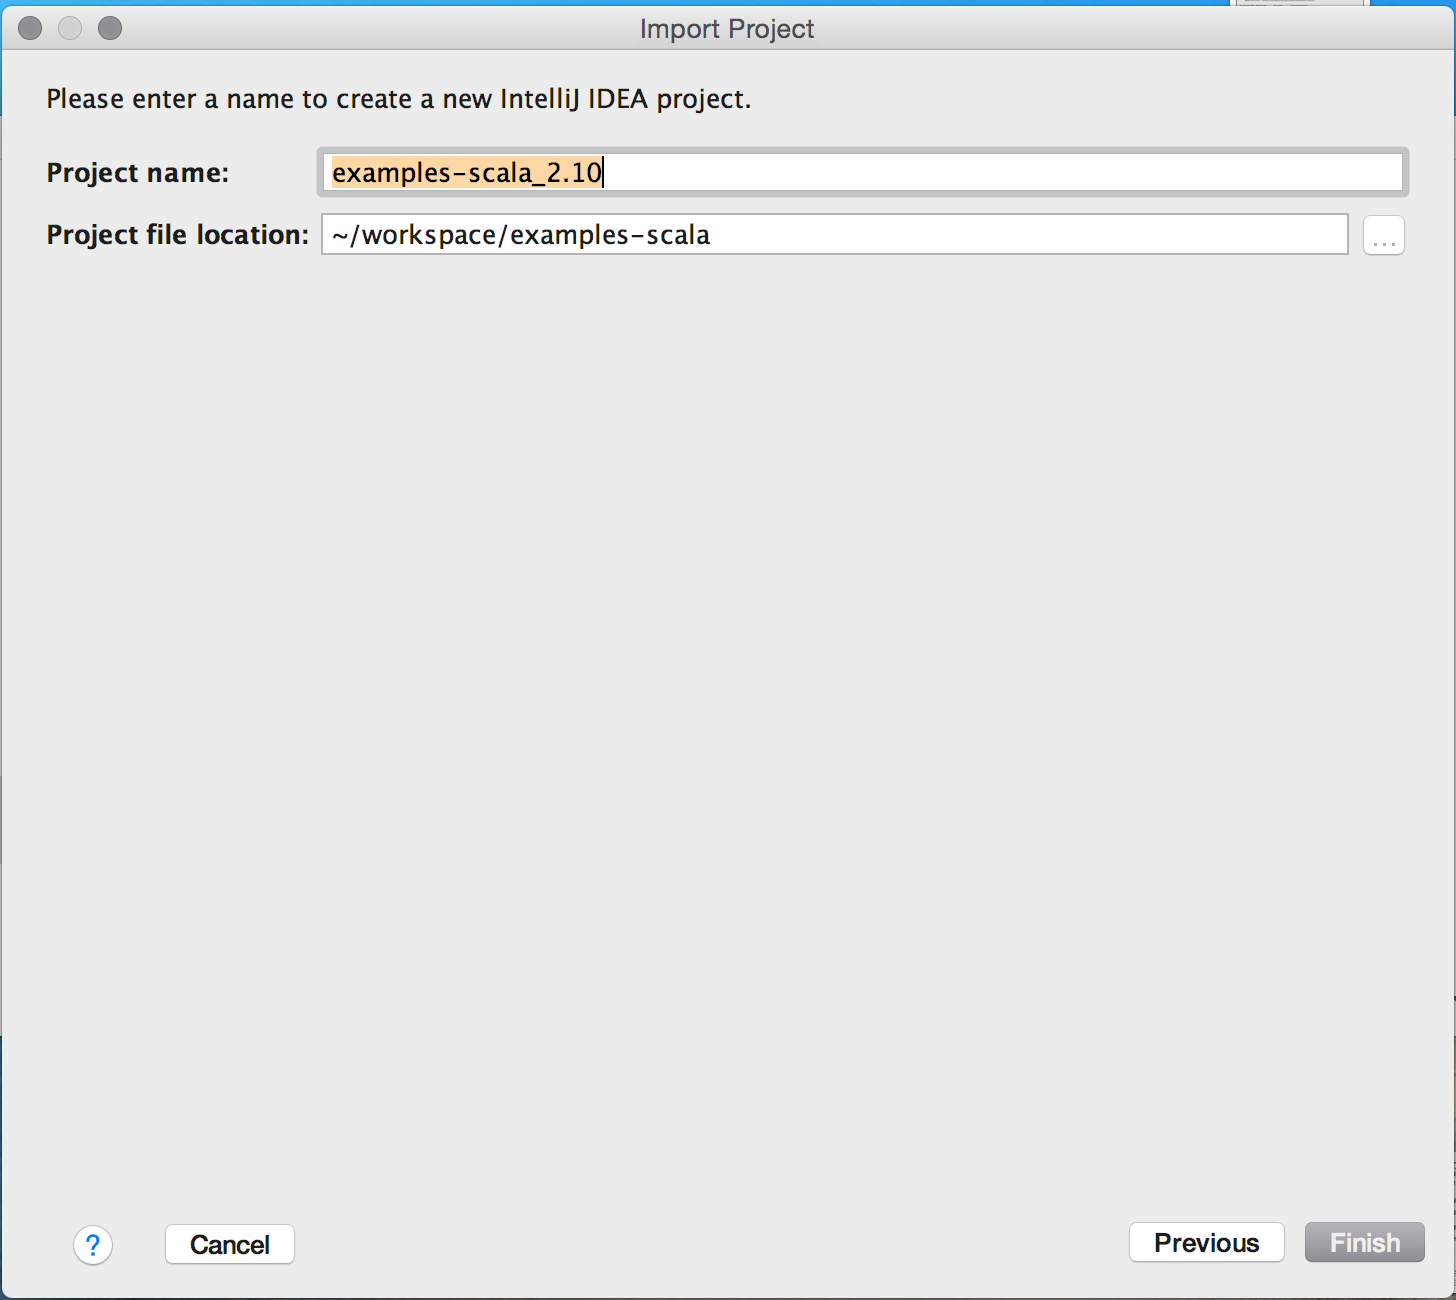 Import Project
Please enter a name to create a new IntelliJ IDEA project.
Project name: examples-scala_2.10
Project file location: ~/workspace/examples-scala ...
? Cancel Previous Finish